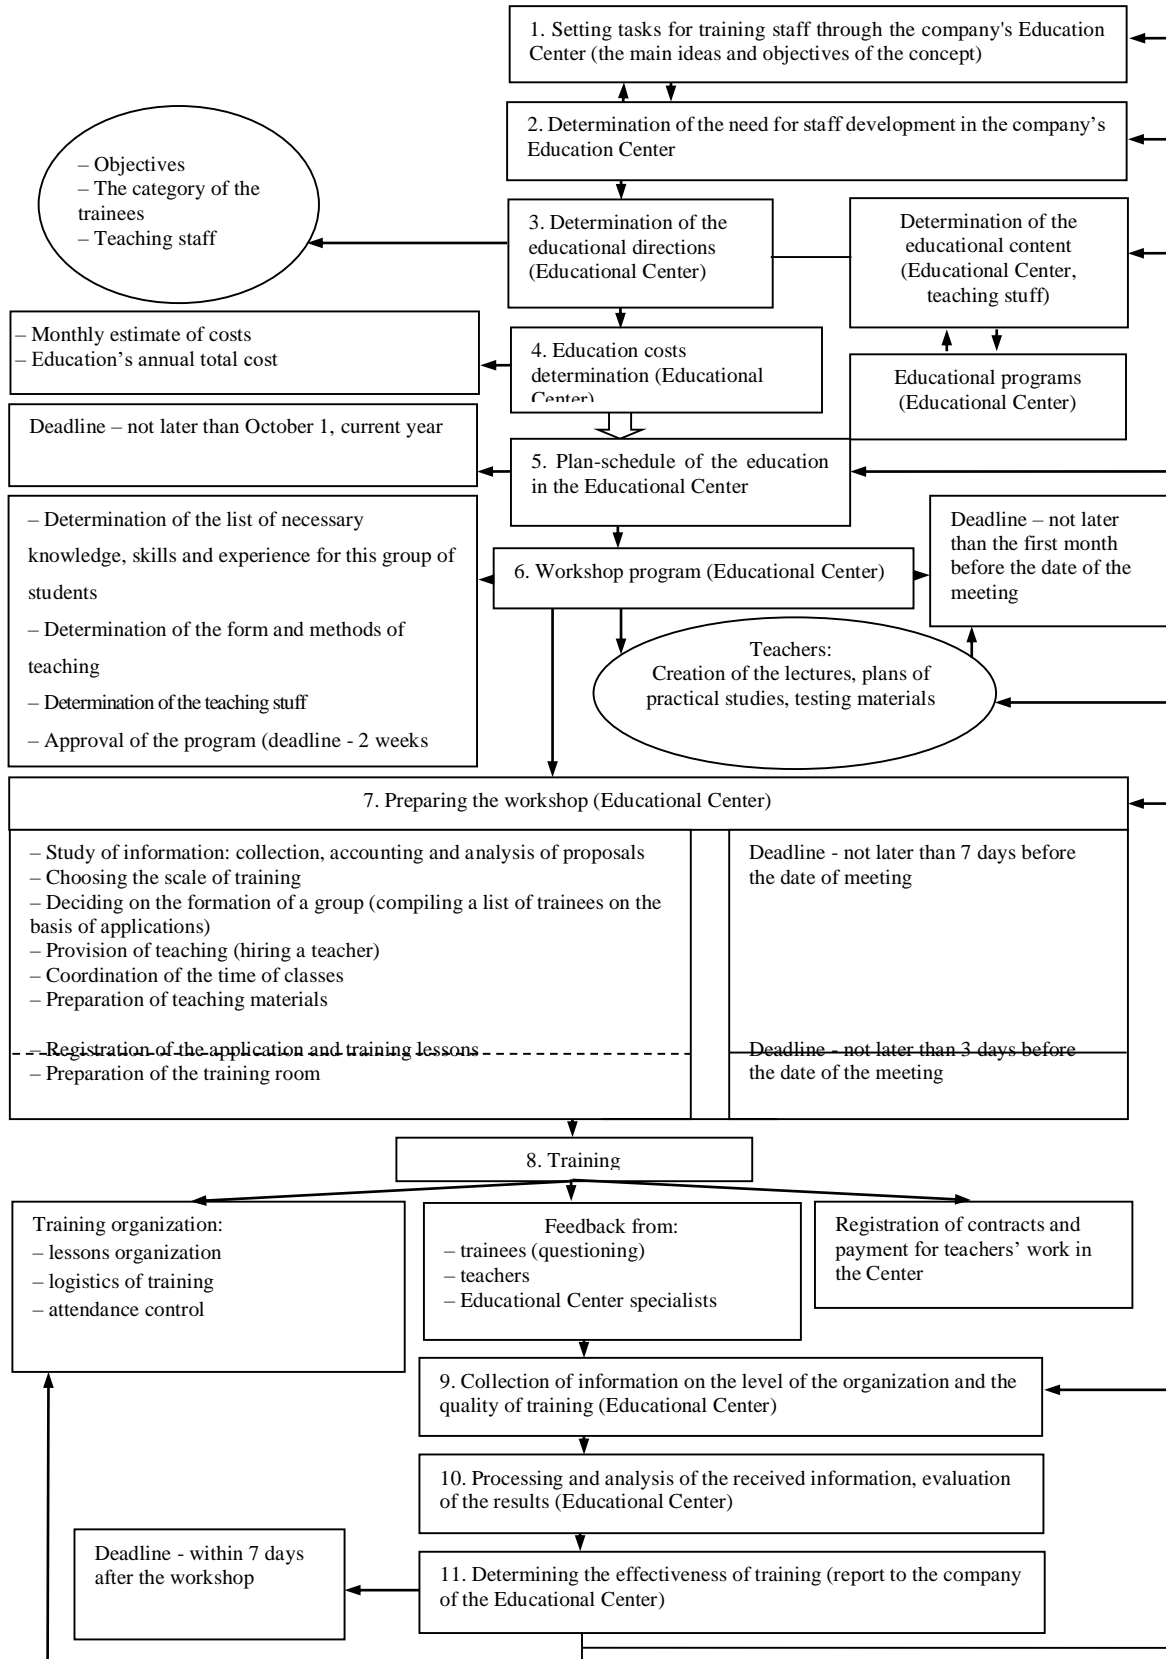 1. Setting tasks for training staff through the company's Education
Center (the main ideas and objectives of the concept)
2. Determination of the need for staff development in the company's
Education Center
– Objectives
– The category of the
trainees
– Teaching staff
3. Determination of the
educational directions
(Educational Center)
Determination of the
educational content
(Educational Center,
teaching stuff)
– Monthly estimate of costs
– Education's annual total cost
4. Education costs
determination (Educational
Center)
Educational programs
(Educational Center)
Deadline – not later than October 1, current year
5. Plan-schedule of the education
in the Educational Center
– Determination of the list of necessary
knowledge, skills and experience for this group of
students
– Determination of the form and methods of
teaching
– Determination of the teaching stuff
– Approval of the program (deadline - 2 weeks
6. Workshop program (Educational Center)
Deadline – not later
than the first month
before the date of the
meeting
Teachers:
Creation of the lectures, plans of
practical studies, testing materials
7. Preparing the workshop (Educational Center)
– Study of information: collection, accounting and analysis of proposals
– Choosing the scale of training
– Deciding on the formation of a group (compiling a list of trainees on the
basis of applications)
– Provision of teaching (hiring a teacher)
– Coordination of the time of classes
– Preparation of teaching materials
– Registration of the application and training lessons
– Preparation of the training room
Deadline - not later than 7 days before
the date of meeting
Deadline - not later than 3 days before
the date of the meeting
8. Training
Training organization:
– lessons organization
– logistics of training
– attendance control
Feedback from:
– trainees (questioning)
– teachers
– Educational Center specialists
Registration of contracts and
payment for teachers' work in
the Center
9. Collection of information on the level of the organization and the
quality of training (Educational Center)
10. Processing and analysis of the received information, evaluation
of the results (Educational Center)
Deadline - within 7 days
after the workshop
11. Determining the effectiveness of training (report to the company
of the Educational Center)